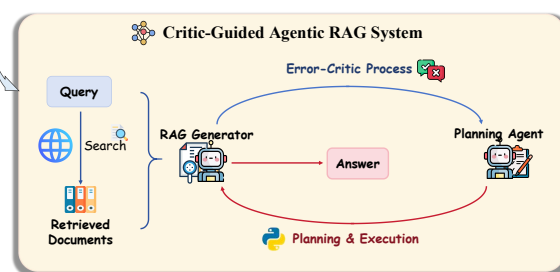 Critic-Guided Agentic RAG System
Error-Critic Process
Query
Search
RAG Generator
Planning Agent
Answer
Retrieved
Documents
Planning & Execution